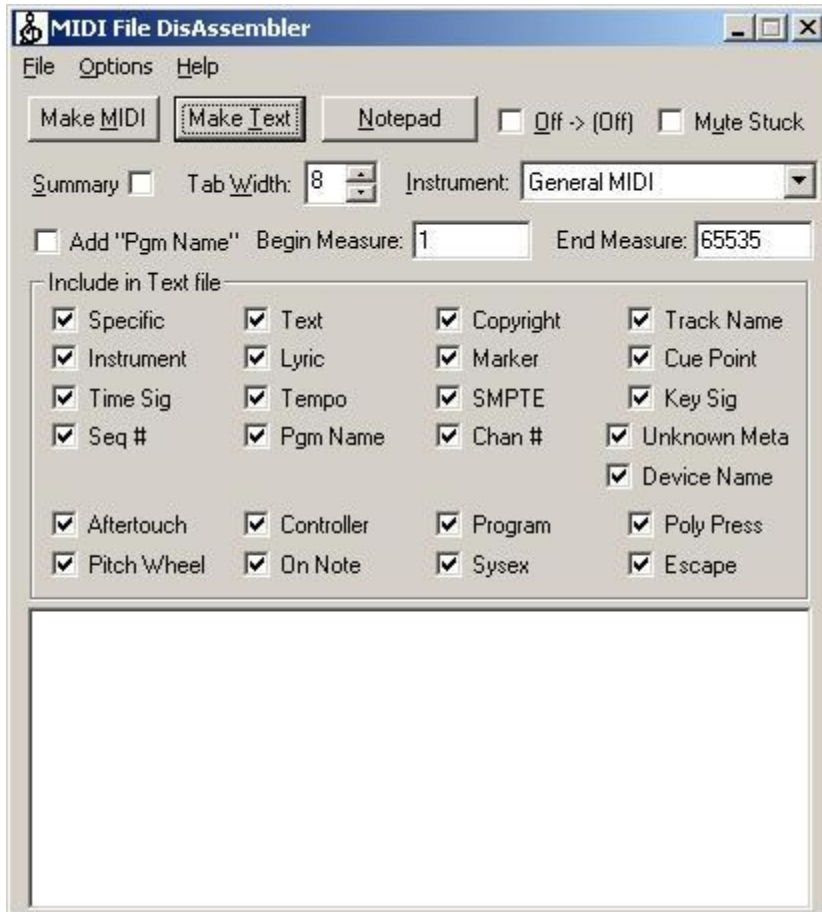 MIDI File DisAssembler
File Options Help
Make MIDI Make Text Notepad Off -> (Off) Mute Stuck
Summary Tab Width: 8 Instrument: General MIDI
Add "Pgm Name" Begin Measure: 1 End Measure: 65535
Include in Text file
Specific Text Copyright Track Name
Instrument Lyric Marker Cue Point
Time Sig Tempo SMPTE Key Sig
Seq # Pgm Name Chan # Unknown Meta
Device Name
Aftertouch Controller Program Poly Press
Pitch Wheel On Note Sysex Escape